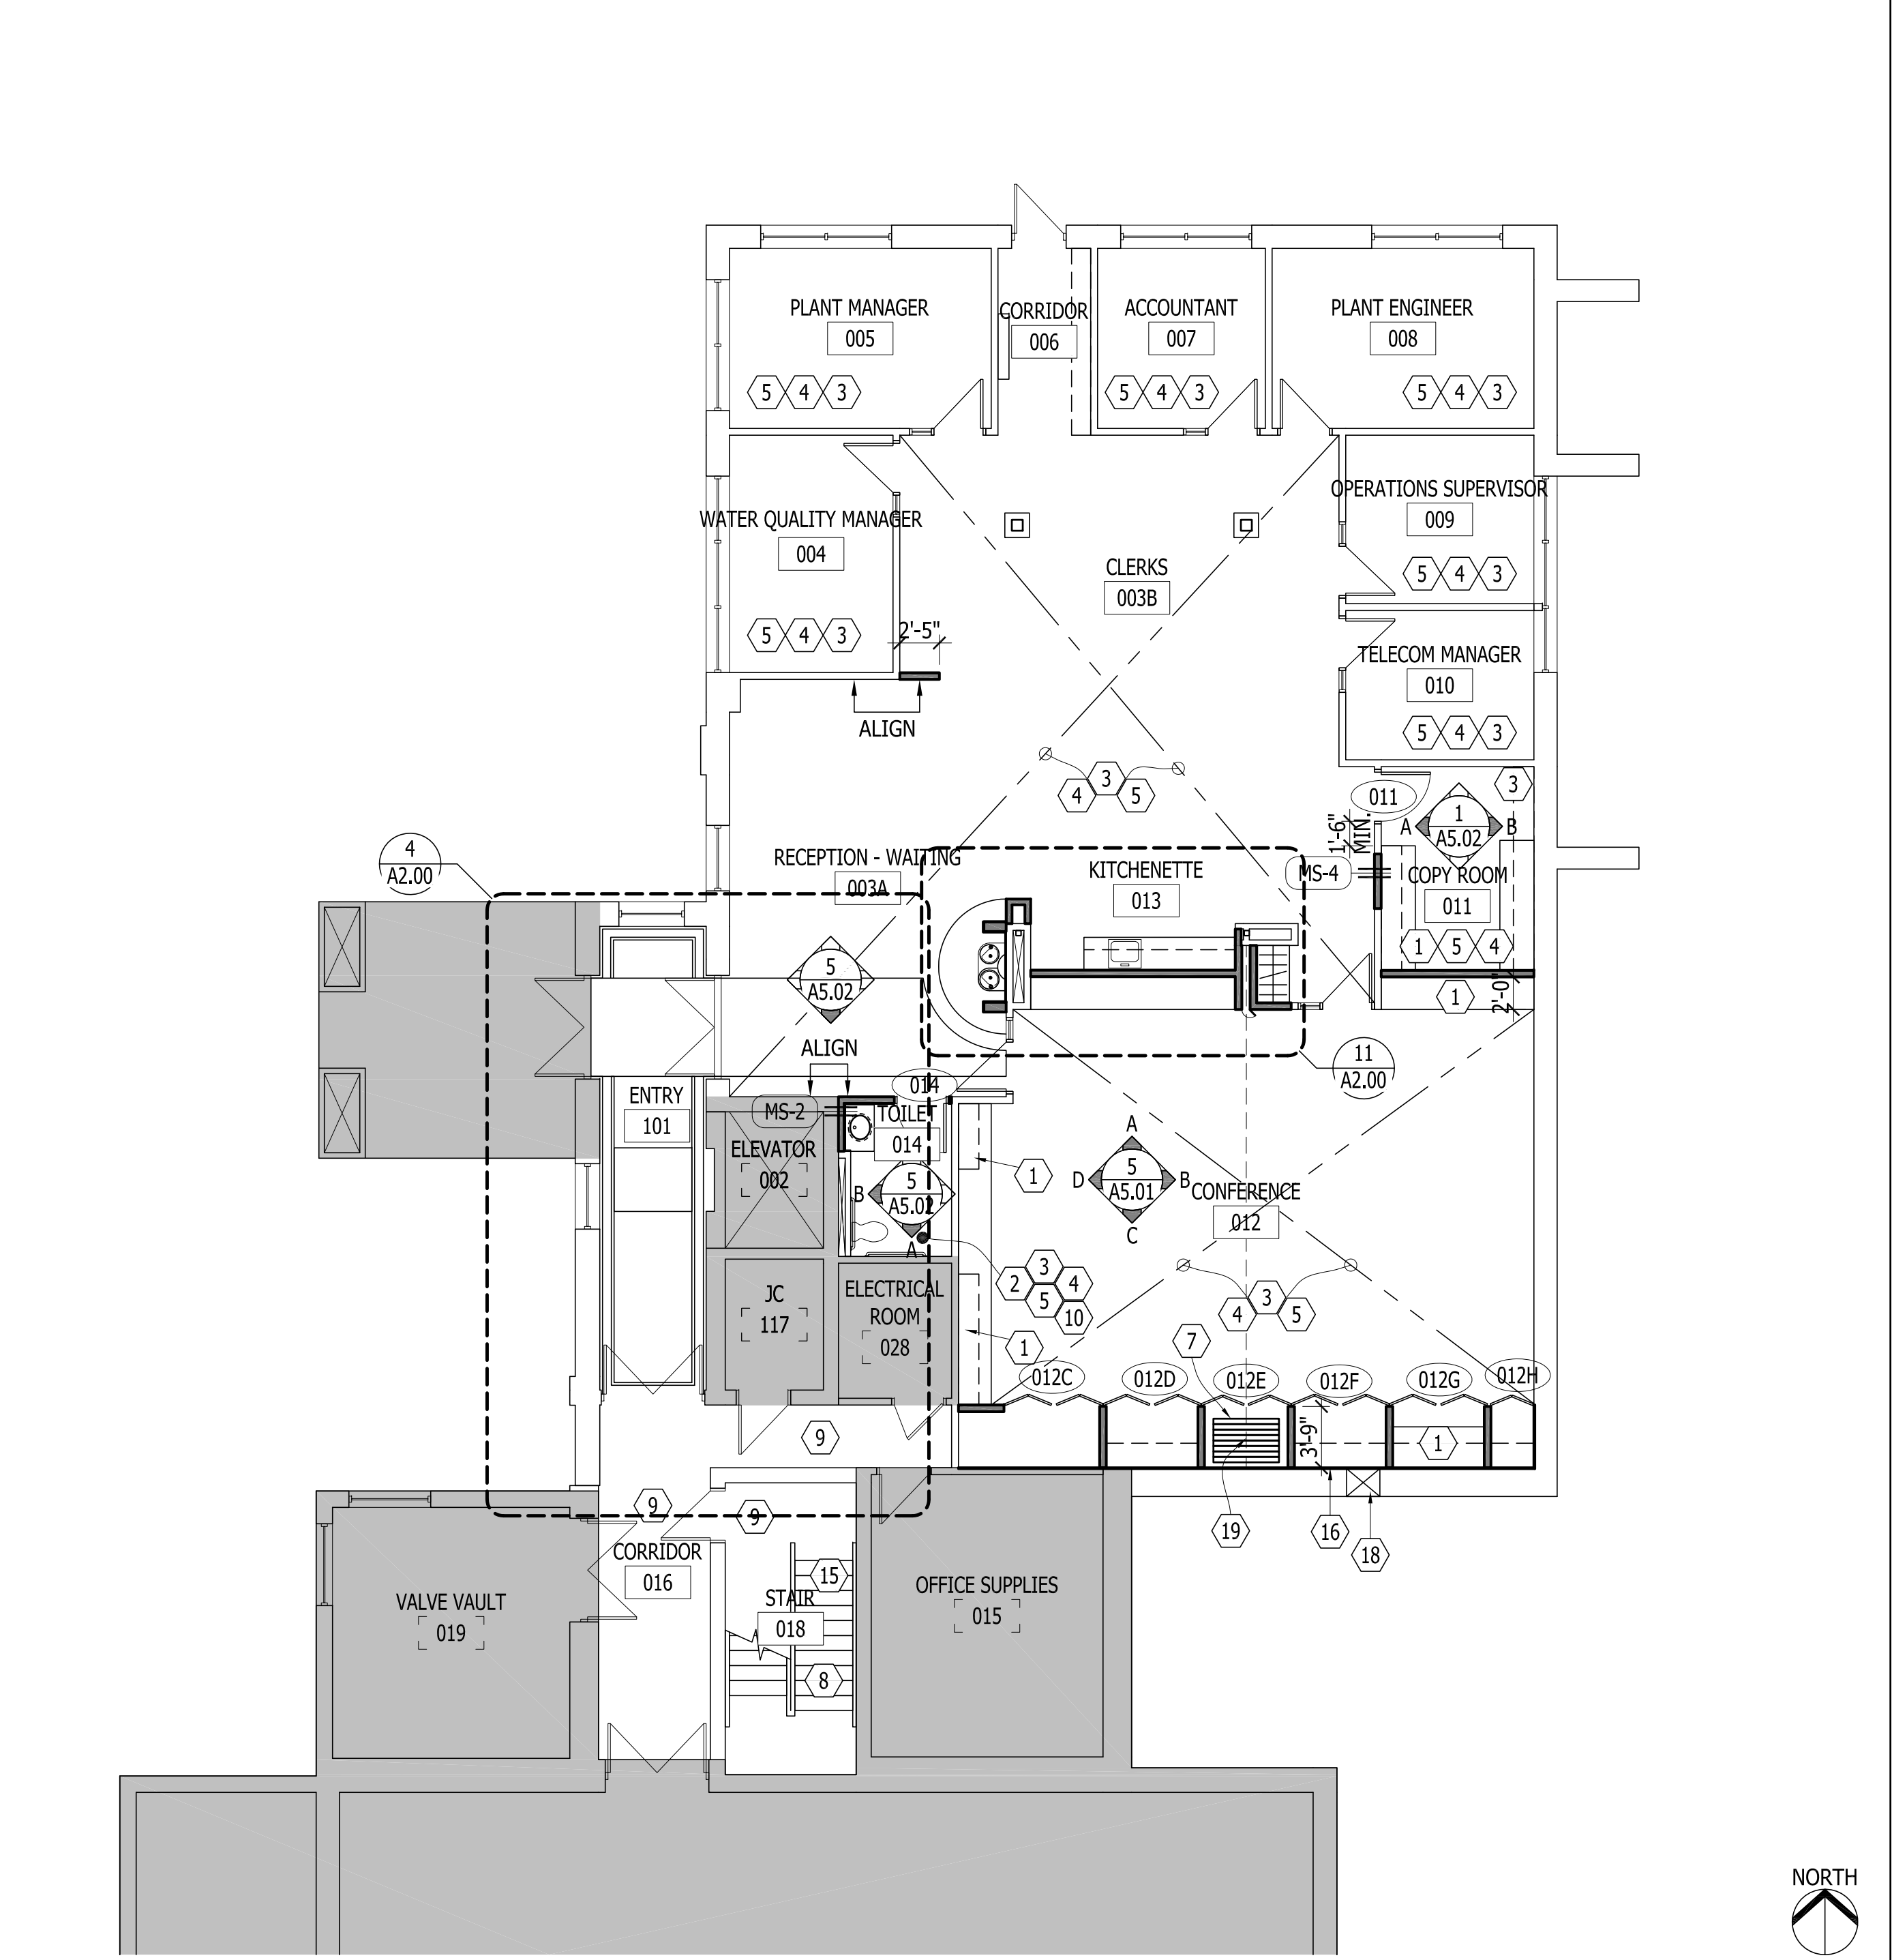 PLANT MANAGER
005
5 4 3
CORRIDOR
006
ACCOUNTANT
007
5 4 3
PLANT ENGINEER
008
5 4 3
WATER QUALITY MANAGER
004
5 4 3
2'-5"
ALIGN
CLERKS
003B
3
4 5
OPERATIONS SUPERVISOR
009
5 4 3
TELECOM MANAGER
010
5 4 3
011
3
1
A B
A5.02
1'-6"
MIN.
MS-4
COPY ROOM
011
1 5 4
1
2'-0"
4
A2.00
RECEPTION - WAITING
003A
KITCHENETTE
013
5
A5.02
ALIGN
11
A2.00
ENTRY
101
MS-2
014
TOILET
014
ELEVATOR
002
5
B
A5.02
A
1
A
5
D B
A5.01
C
CONFERENCE
012
JC
117
ELECTRICAL
ROOM
028
3
2 4
5
10
1
3
4 5
7
012C
012D
012E
012F
012G
012H
3'-9"
1
9
9
9
19
16
18
CORRIDOR
016
VALVE VAULT
019
15
STAIR
018
8
OFFICE SUPPLIES
015
NORTH